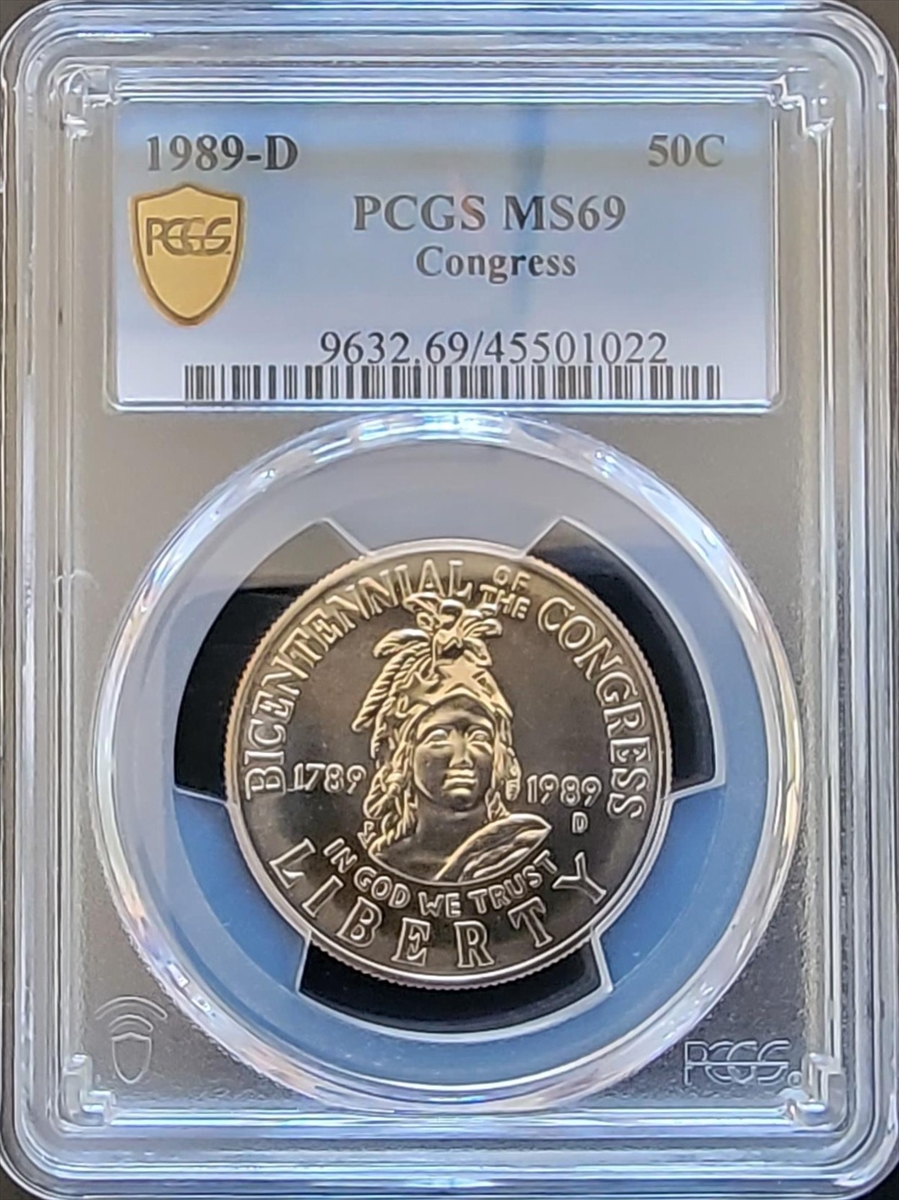 1989-D 50C
PCGS
PCGS MS69
Congress
9632.69/45501022
BICENTENNIAL OF THE CONGRESS
1789 1989
D
IN GOD WE TRUST
LIBERTY
PCGS